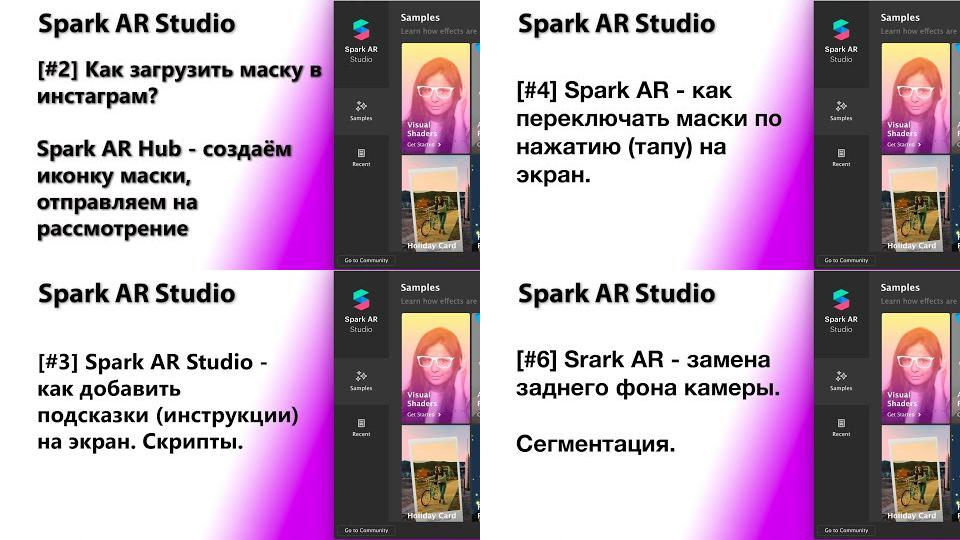 Spark AR Studio
[#2] Как загрузить маску в
инстаграм?
Spark AR Hub - создаём
иконку маски,
отправляем на
рассмотрение
Spark AR
Studio
Samples
Recent
Go to Community
Samples
Learn how effects are
Visual
Shaders
Get Started >
Holiday Card
Spark AR Studio
[#4] Spark AR - как
переключать маски по
нажатию (тапу) на
экран.
Spark AR
Studio
Samples
Recent
Go to Community
Samples
Learn how effects are
Visual
Shaders
Get Started >
Holiday Card
Spark AR Studio
[#3] Spark AR Studio -
как добавить
подсказки (инструкции)
на экран. Скрипты.
Spark AR
Studio
Samples
Recent
Go to Community
Samples
Learn how effects are
Visual
Shaders
Get Started >
Holiday Card
Spark AR Studio
[#6] Srark AR - замена
заднего фона камеры.
Сегментация.
Spark AR
Studio
Samples
Recent
Go to Community
Samples
Learn how effects are
Visual
Shaders
Get Started >
Holiday Card